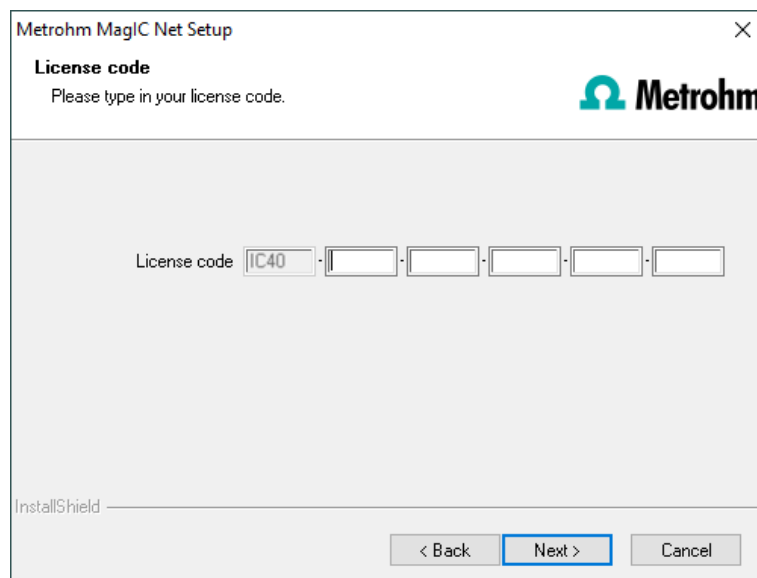 Metrohm MagIC Net Setup
License code
Please type in your license code.
Metrohm
License code IC40 - - - - -
InstallShield
< Back Next > Cancel